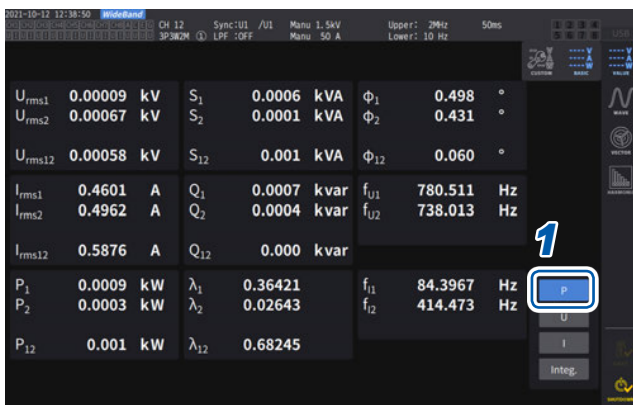 2021-10-12 12:38:50 WideBand CH 12 Sync:U1 /U1 Manu 1.5kV Upper: 2MHz 50ms
3P3W2M ① LPF :OFF Manu 50 A Lower: 10 Hz
USB
CUSTOM BASIC VALUE
Urms1 0.00009 kV S1 0.0006 kVA Φ1 0.498 °
Urms2 0.00067 kV S2 0.0001 kVA Φ2 0.431 °
WAVE
Urms12 0.00058 kV S12 0.001 kVA Φ12 0.060 °
VECTOR
Irms1 0.4601 A Q1 0.0007 kvar fU1 780.511 Hz
HARMONIC
Irms2 0.4962 A Q2 0.0004 kvar fU2 738.013 Hz
1
Irms12 0.5876 A Q12 0.000 kvar
P1 0.0009 kW λ1 0.36421 fI1 84.3967 Hz
P
P2 0.0003 kW λ2 0.02643 fI2 414.473 Hz
U
P12 0.001 kW λ12 0.68245
I
Integ.
SHUTDOWN